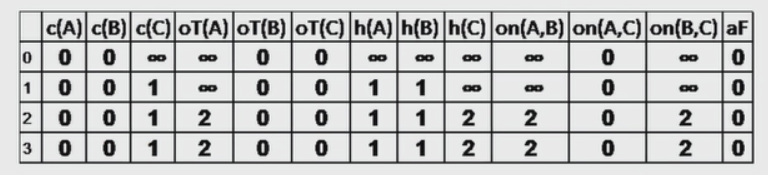 c(A) c(B) c(C) oT(A) oT(B) oT(C) h(A) h(B) h(C) on(A,B) on(A,C) on(B,C) aF
0 0 0 ∞ ∞ 0 0 ∞ ∞ ∞ ∞ 0 ∞ 0
1 0 0 1 ∞ 0 0 1 1 ∞ ∞ 0 ∞ 0
2 0 0 1 2 0 0 1 1 2 2 0 2 0
3 0 0 1 2 0 0 1 1 2 2 0 2 0